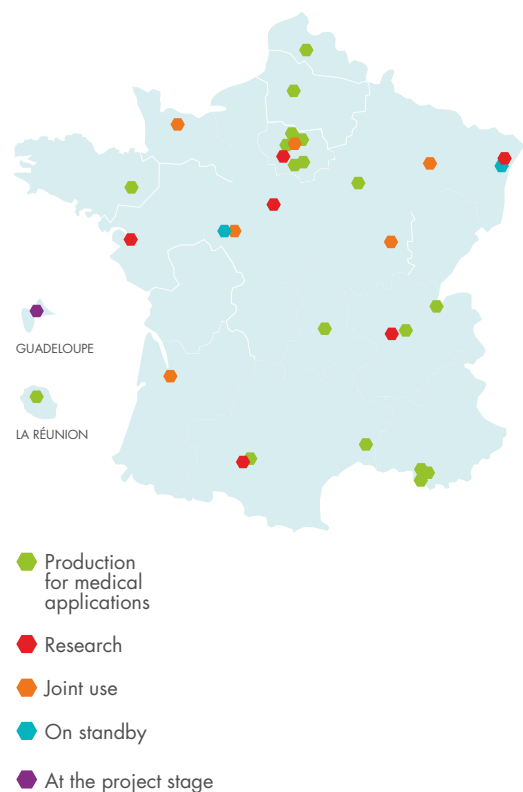 GUADELOUPE
LA RÉUNION
Production
for medical
applications
Research
Joint use
On standby
At the project stage